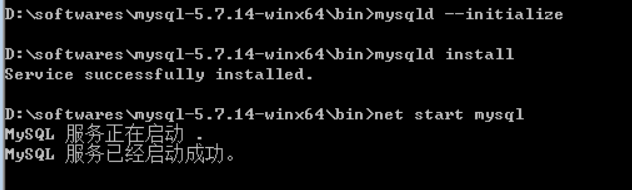 D:\softwares\mysql-5.7.14-winx64\bin>mysqld --initialize
D:\softwares\mysql-5.7.14-winx64\bin>mysqld install
Service successfully installed.
D:\softwares\mysql-5.7.14-winx64\bin>net start mysql
MySQL 服务正在启动 .
MySQL 服务已经启动成功。